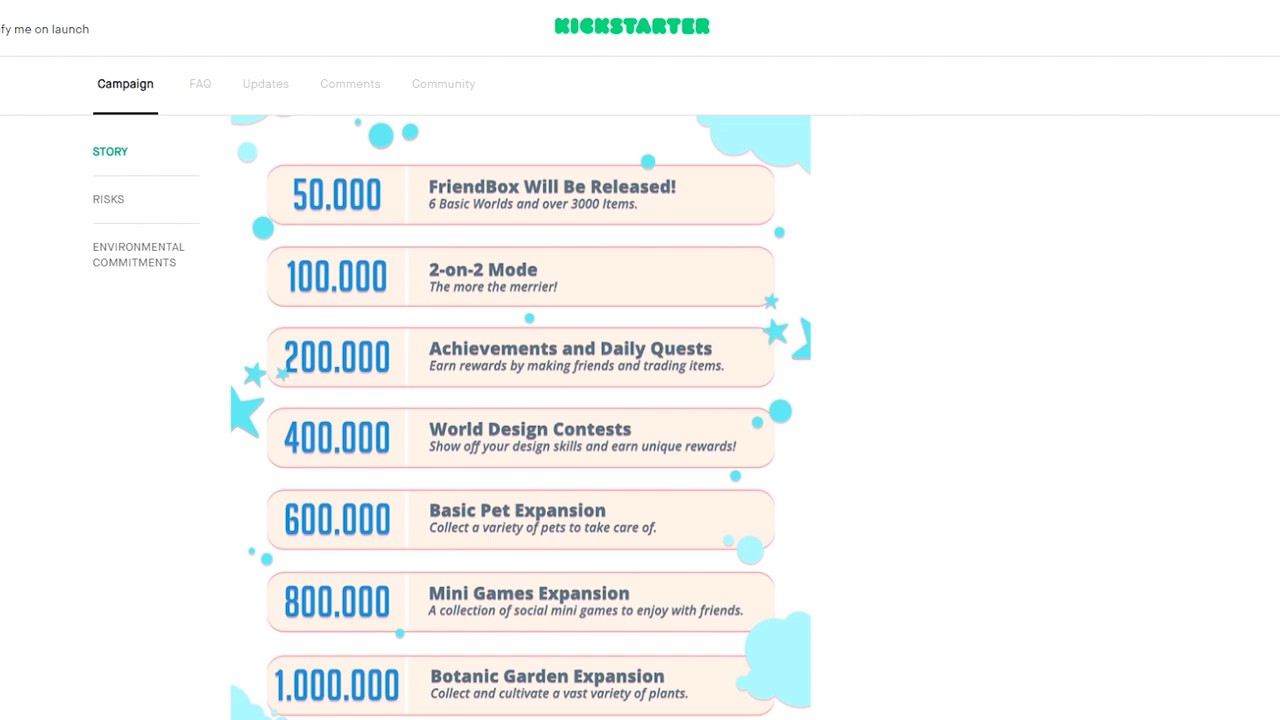 ify me on launch
KICKSTARTER
Campaign FAQ Updates Comments Community
STORY
RISKS
ENVIRONMENTAL
COMMITMENTS
50.000
FriendBox Will Be Released!
6 Basic Worlds and over 3000 Items.
100.000
2-on-2 Mode
The more the merrier!
200.000
Achievements and Daily Quests
Earn rewards by making friends and trading items.
400.000
World Design Contests
Show off your design skills and earn unique rewards!
600.000
Basic Pet Expansion
Collect a variety of pets to take care of.
800.000
Mini Games Expansion
A collection of social mini games to enjoy with friends.
1.000.000
Botanic Garden Expansion
Collect and cultivate a vast variety of plants.